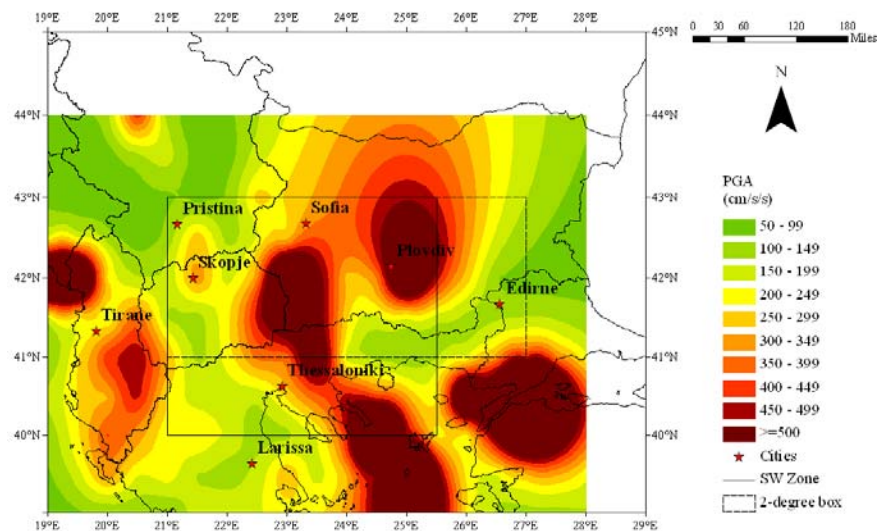 19°E 20°E 21°E 22°E 23°E 24°E 25°E 26°E 27°E 28°E 29°E
0 30 60 120 180
Miles
45°N
44°N 44°N
N
PGA
(cm/s/s)
43°N 43°N
Pristina Sofia
50 - 99
100 - 149
Plovdiv
150 - 199
42°N Skopje 42°N
200 - 249
Edirne
250 - 299
Tirane
300 - 349
41°N 41°N
350 - 399
Thessaloniki
400 - 449
450 - 499
40°N 40°N
>=500
Larissa
Cities
SW Zone
2-degree box
19°E 20°E 21°E 22°E 23°E 24°E 25°E 26°E 27°E 28°E 29°E